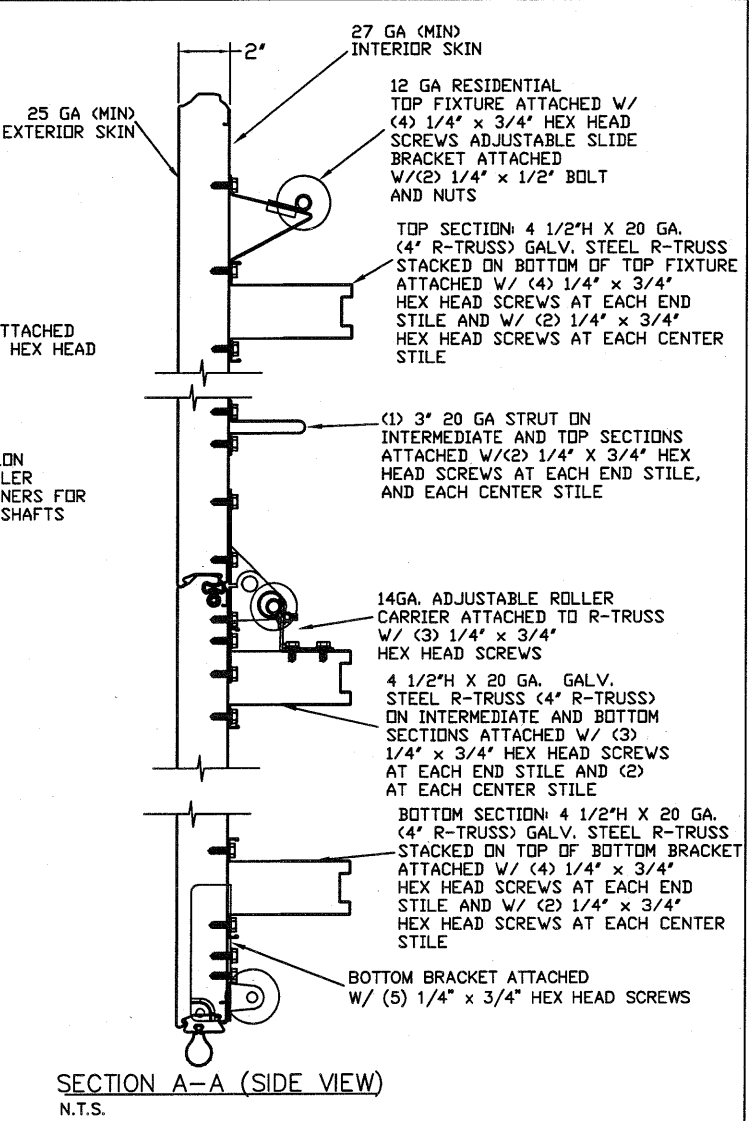 27 GA (MIN)
INTERIOR SKIN
2"
25 GA (MIN)
EXTERIOR SKIN
12 GA RESIDENTIAL
TOP FIXTURE ATTACHED W/
(4) 1/4" x 3/4" HEX HEAD
SCREWS ADJUSTABLE SLIDE
BRACKET ATTACHED
W/(2) 1/4" x 1/2" BOLT
AND NUTS
TOP SECTION: 4 1/2"H X 20 GA.
(4" R-TRUSS) GALV. STEEL R-TRUSS
STACKED ON BOTTOM OF TOP FIXTURE
ATTACHED W/ (4) 1/4" x 3/4"
HEX HEAD SCREWS AT EACH END
STILE AND W/ (2) 1/4" x 3/4"
HEX HEAD SCREWS AT EACH CENTER
STILE
TTACHED
HEX HEAD
(1) 3" 20 GA STRUT ON
INTERMEDIATE AND TOP SECTIONS
ATTACHED W/(2) 1/4" X 3/4" HEX
HEAD SCREWS AT EACH END STILE,
AND EACH CENTER STILE
LON
LER
NERS FOR
SHAFTS
14GA. ADJUSTABLE ROLLER
CARRIER ATTACHED TO R-TRUSS
W/ (3) 1/4" x 3/4"
HEX HEAD SCREWS
4 1/2"H X 20 GA. GALV.
STEEL R-TRUSS (4" R-TRUSS)
ON INTERMEDIATE AND BOTTOM
SECTIONS ATTACHED W/ (3)
1/4" x 3/4" HEX HEAD SCREWS
AT EACH END STILE AND (2)
AT EACH CENTER STILE
BOTTOM SECTION: 4 1/2"H X 20 GA.
(4" R-TRUSS) GALV. STEEL R-TRUSS
STACKED ON TOP OF BOTTOM BRACKET
ATTACHED W/ (4) 1/4" x 3/4"
HEX HEAD SCREWS AT EACH END
STILE AND W/ (2) 1/4" x 3/4"
HEX HEAD SCREWS AT EACH CENTER
STILE
BOTTOM BRACKET ATTACHED
W/ (5) 1/4" x 3/4" HEX HEAD SCREWS
SECTION A-A (SIDE VIEW)
N.T.S.